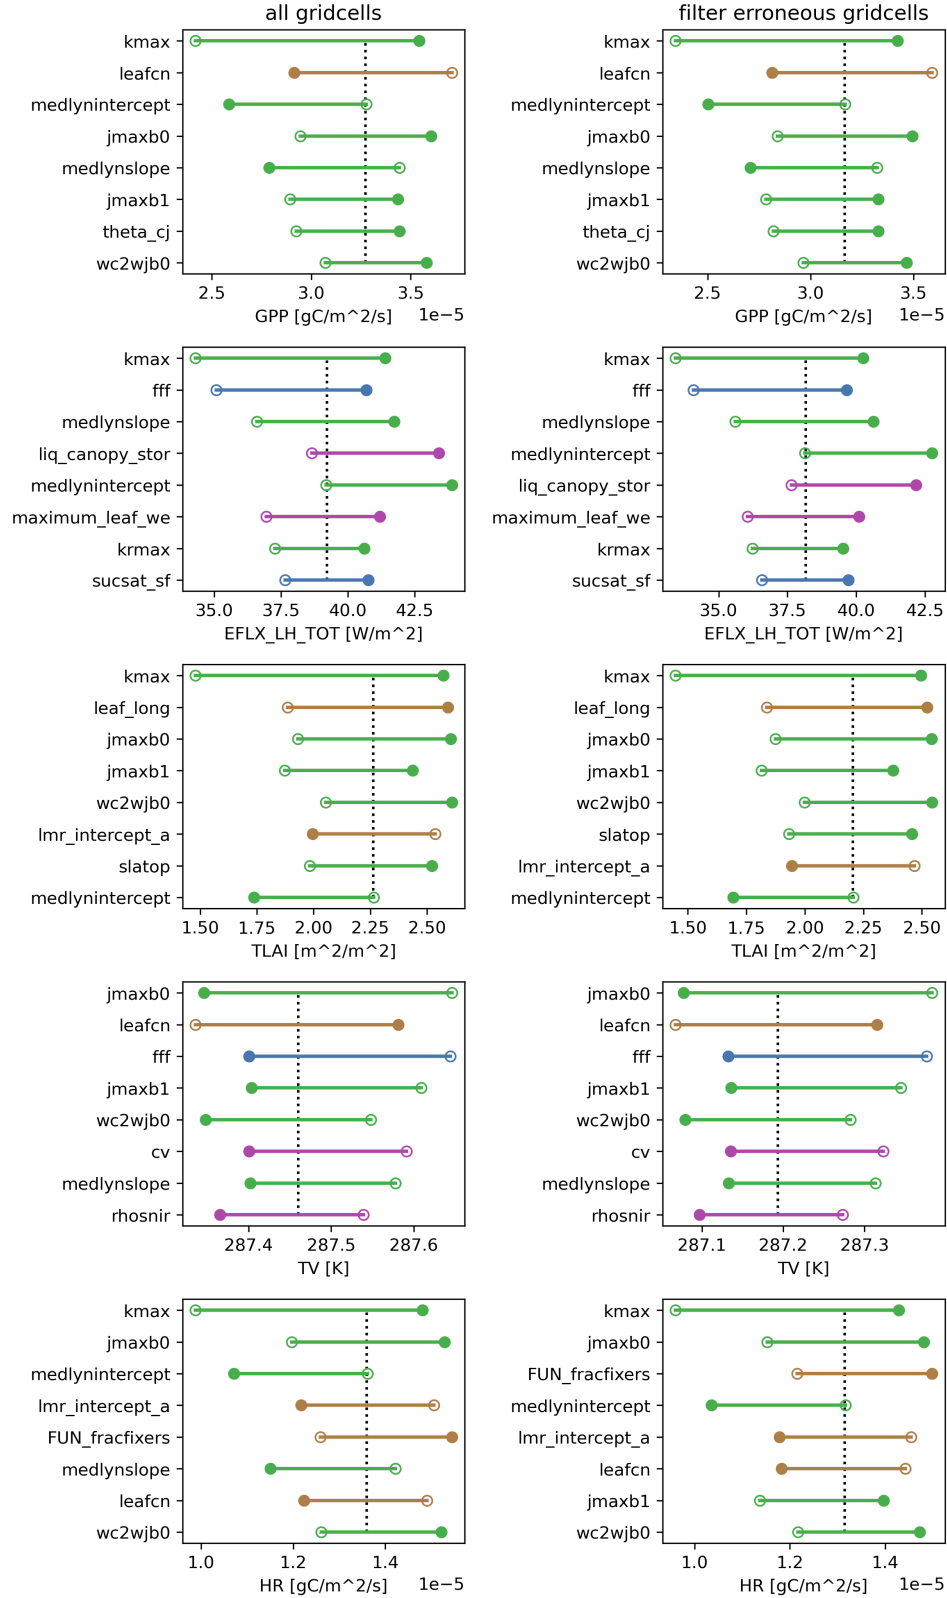 all gridcells
filter erroneous gridcells
kmax
leafcn
medlynintercept
jmaxb0
medlynslope
jmaxb1
theta_cj
wc2wjb0
2.5 3.0 3.5
GPP [gC/m^2/s] 1e−5
kmax
leafcn
medlynintercept
jmaxb0
medlynslope
jmaxb1
theta_cj
wc2wjb0
2.5 3.0 3.5
GPP [gC/m^2/s] 1e−5
kmax
fff
medlynslope
liq_canopy_stor
medlynintercept
maximum_leaf_we
krmax
sucsat_sf
35.0 37.5 40.0 42.5
EFLX_LH_TOT [W/m^2]
kmax
fff
medlynslope
medlynintercept
liq_canopy_stor
maximum_leaf_we
krmax
sucsat_sf
35.0 37.5 40.0 42.5
EFLX_LH_TOT [W/m^2]
kmax
leaf_long
jmaxb0
jmaxb1
wc2wjb0
lmr_intercept_a
slatop
medlynintercept
1.50 1.75 2.00 2.25 2.50
TLAI [m^2/m^2]
kmax
leaf_long
jmaxb0
jmaxb1
wc2wjb0
slatop
lmr_intercept_a
medlynintercept
1.50 1.75 2.00 2.25 2.50
TLAI [m^2/m^2]
jmaxb0
leafcn
fff
jmaxb1
wc2wjb0
cv
medlynslope
rhosnir
287.4 287.5 287.6
TV [K]
jmaxb0
leafcn
fff
jmaxb1
wc2wjb0
cv
medlynslope
rhosnir
287.1 287.2 287.3
TV [K]
kmax
jmaxb0
medlynintercept
lmr_intercept_a
FUN_fracfixers
medlynslope
leafcn
wc2wjb0
1.0 1.2 1.4
HR [gC/m^2/s] 1e−5
kmax
jmaxb0
FUN_fracfixers
medlynintercept
lmr_intercept_a
leafcn
jmaxb1
wc2wjb0
1.0 1.2 1.4
HR [gC/m^2/s] 1e−5